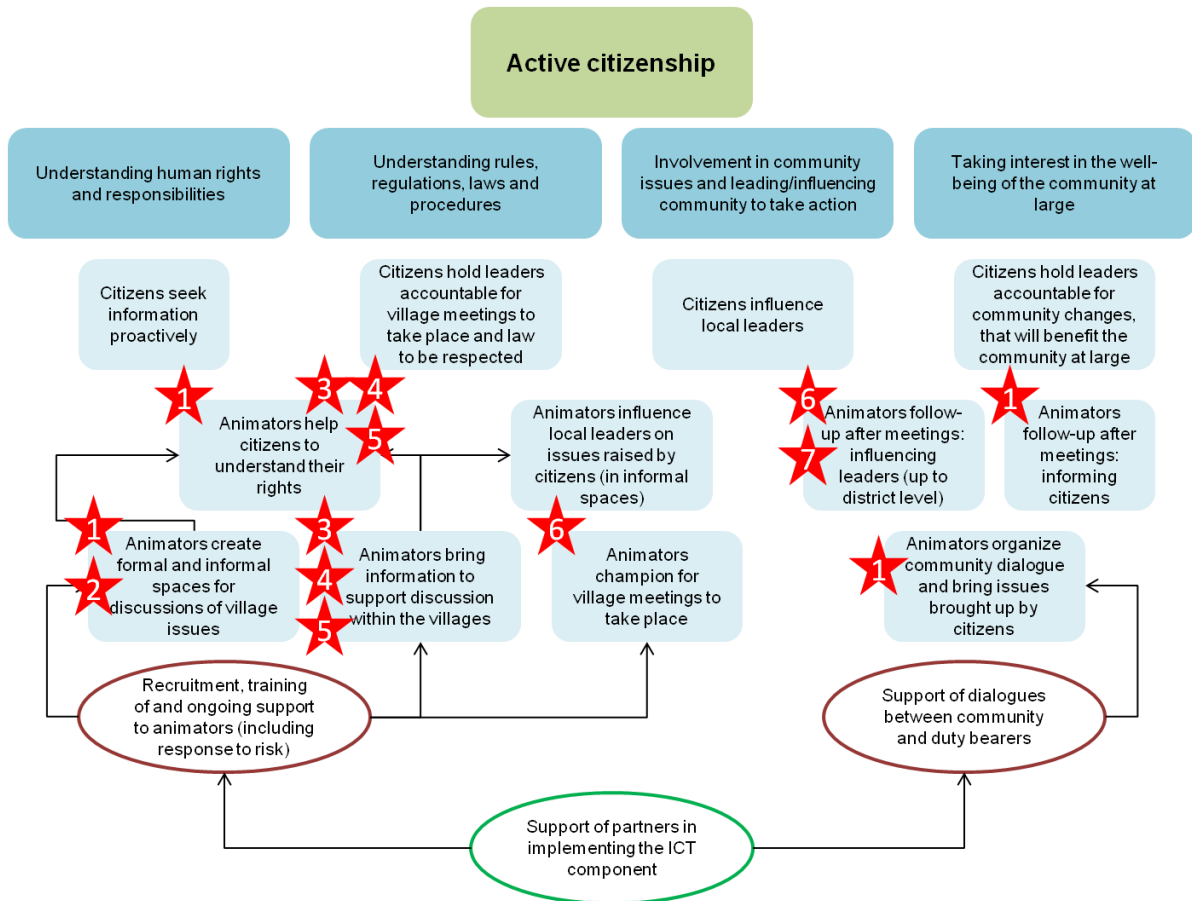 Active citizenship
Understanding human rights
and responsibilities
Understanding rules,
regulations, laws and
procedures
Involvement in community
issues and leading/influencing
community to take action
Taking interest in the well-
being of the community at
large
Citizens seek
information
proactively
Citizens hold leaders
accountable for
village meetings to
take place and law
to be respected
Citizens influence
local leaders
Citizens hold leaders
accountable for
community changes,
that will benefit the
community at large
1
3
4
5
6
7
1
Animators help
citizens to
understand their
rights
Animators influence
local leaders on
issues raised by
citizens (in informal
spaces)
Animators follow-
up after meetings:
influencing
leaders (up to
district level)
Animators
follow-up after
meetings:
informing
citizens
1
2
3
4
5
6
1
Animators create
formal and informal
spaces for
discussions of village
issues
Animators bring
information to
support discussion
within the villages
Animators
champion for
village meetings to
take place
Animators organize
community dialogue
and bring issues
brought up by
citizens
Recruitment, training
of and ongoing support
to animators (including
response to risk)
Support of dialogues
between community
and duty bearers
Support of partners in
implementing the ICT
component